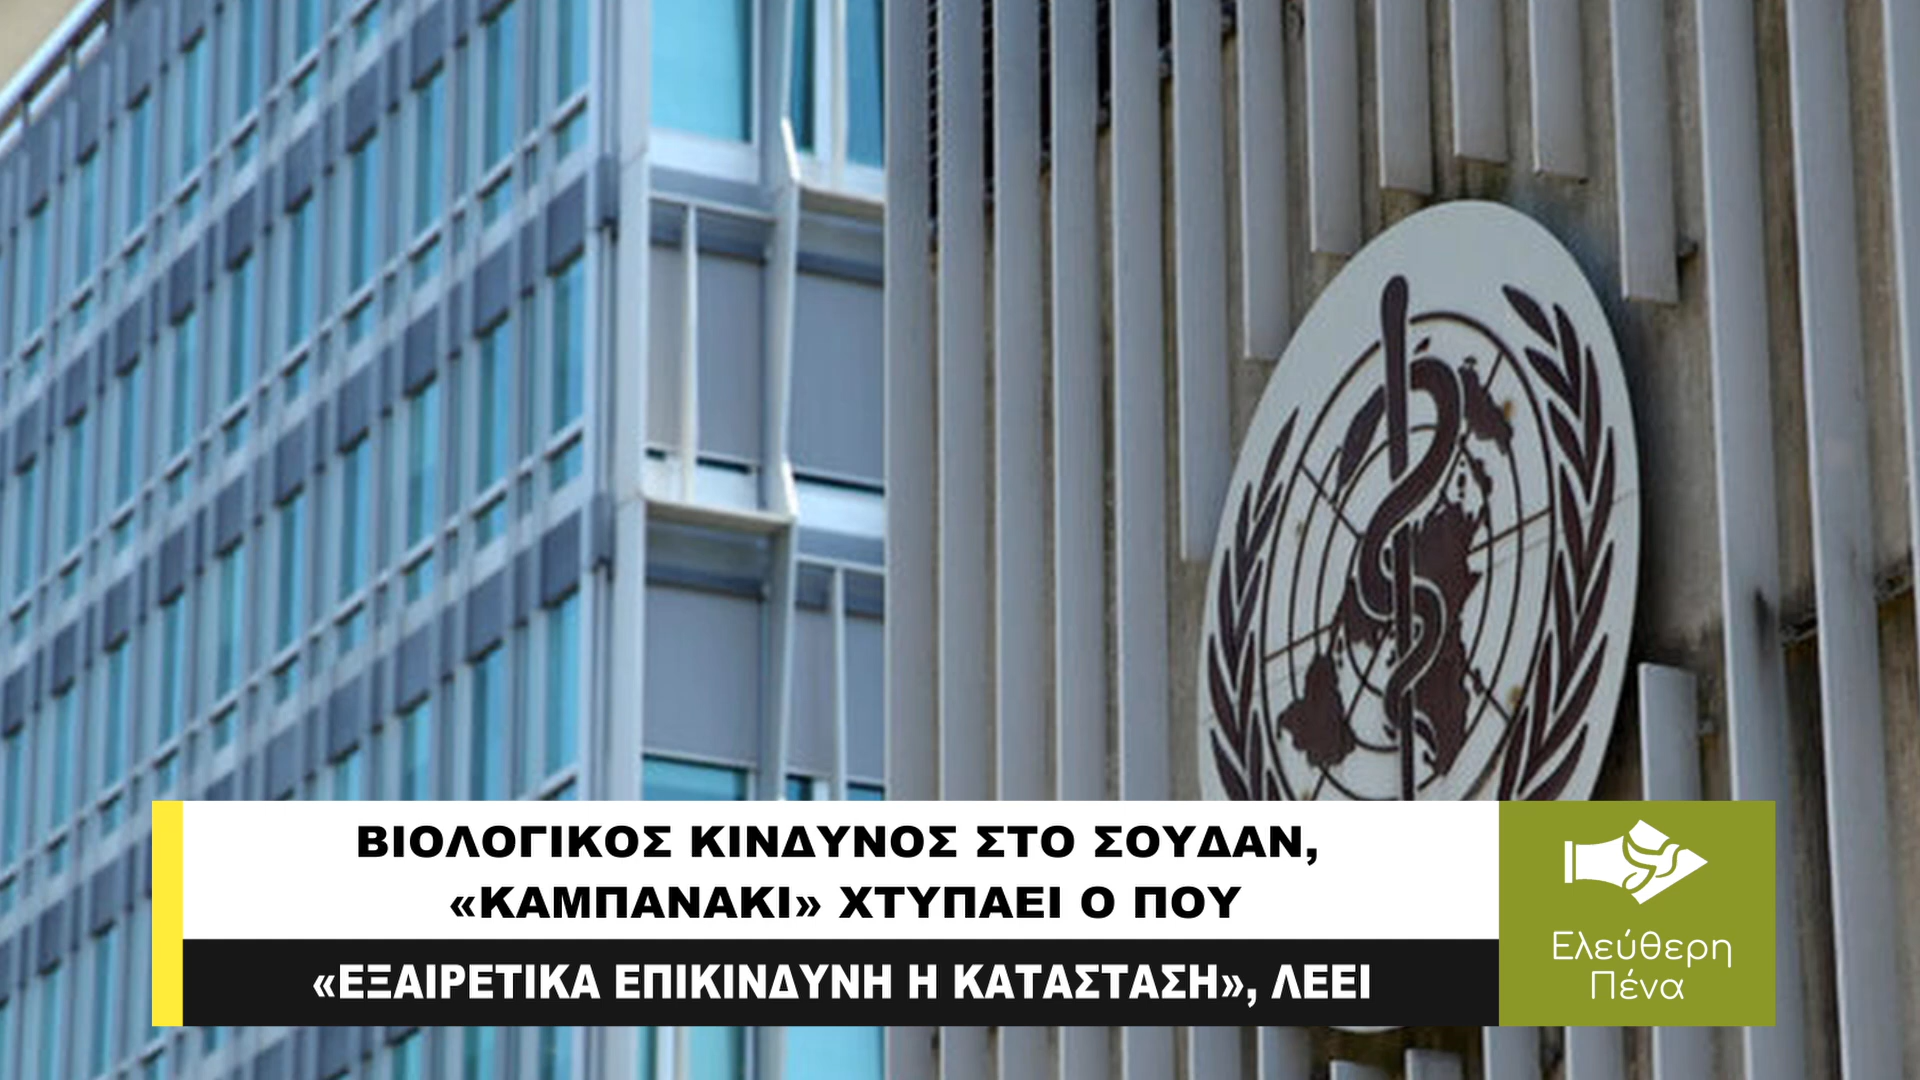 ΒΙΟΛΟΓΙΚΟΣ ΚΙΝΔΥΝΟΣ ΣΤΟ ΣΟΥΔΑΝ,
«ΚΑΜΠΑΝΑΚΙ» ΧΤΥΠΑΕΙ Ο ΠΟΥ
«ΕΞΑΙΡΕΤΙΚΑ ΕΠΙΚΙΝΔΥΝΗ Η ΚΑΤΑΣΤΑΣΗ», ΛΕΕΙ
Ελεύθερη
Πένα